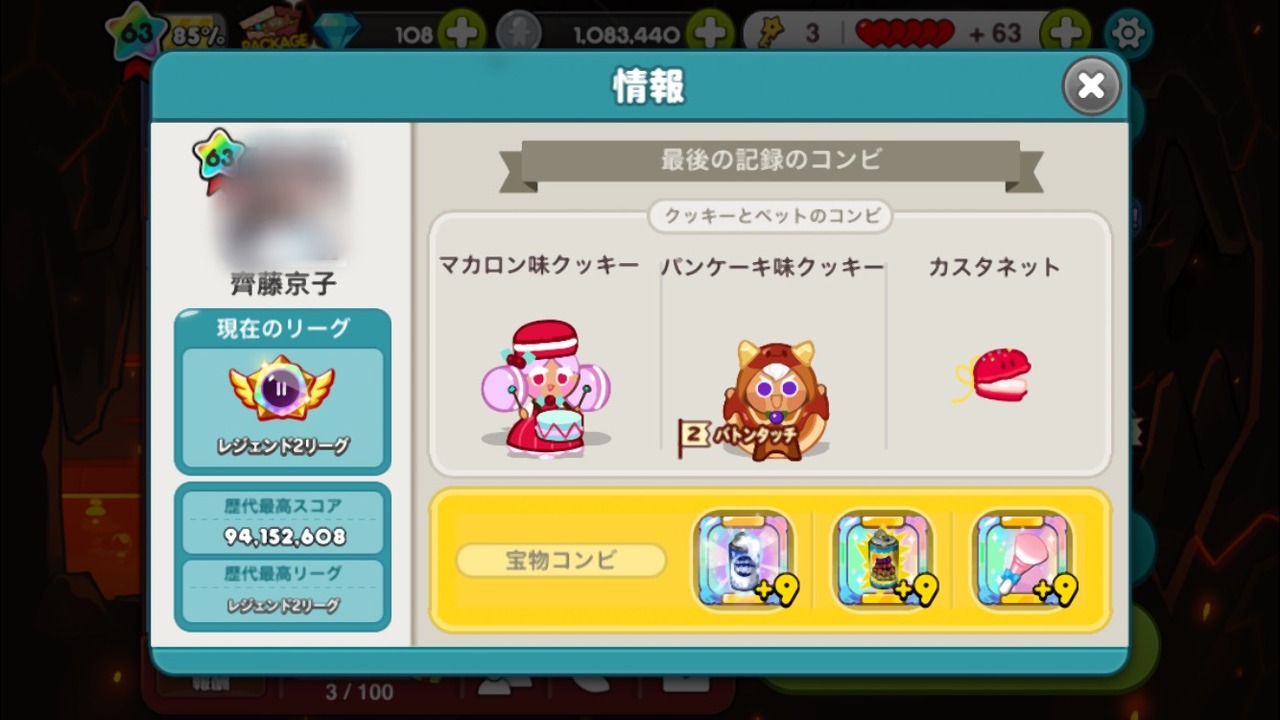 63
85%
PACKAGE
108
1,083,440
3
+ 63
情報
63
齊藤京子
現在のリーグ
II
レジェンド2リーグ
歴代最高スコア
94,152,608
歴代最高リーグ
レジェンド2リーグ
最後の記録のコンビ
クッキーとペットのコンビ
マカロン味クッキー
パンケーキ味クッキー
カスタネット
2 バトンタッチ
宝物コンビ
+9
+9
+9
報酬
3 / 100